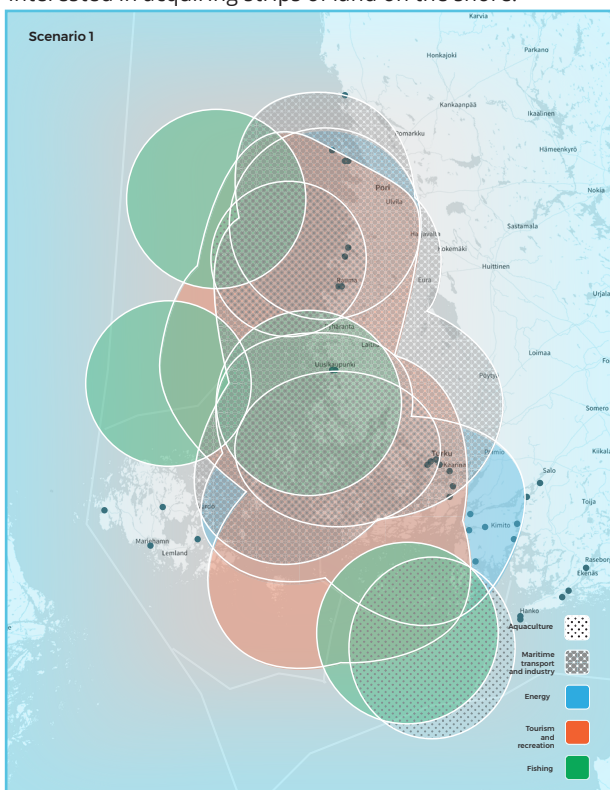 interested in acquiring strips of land on the shore.
Scenario 1
Karvia
Honkajoki
Parkano
Kankaanpää
Ikaalinen
Pomarkku
Hämeenkyrö
Pori
Nokia
Ulvila
Harjavalta
Sastamala
Kokemäki
Huittinen
Eura
Rauma
Urjala
Laitila
Loimaa
Uusikaupunki
Pöytyä
Somero
Turku
Kaarina
Paimio
Kiikala
Salo
Toija
Kimito
Mariehamn
Lemland
Raseborg
Ekenäs
Hanko
Aquaculture
Maritime
transport
and industry
Energy
Tourism
and
recreation
Fishing